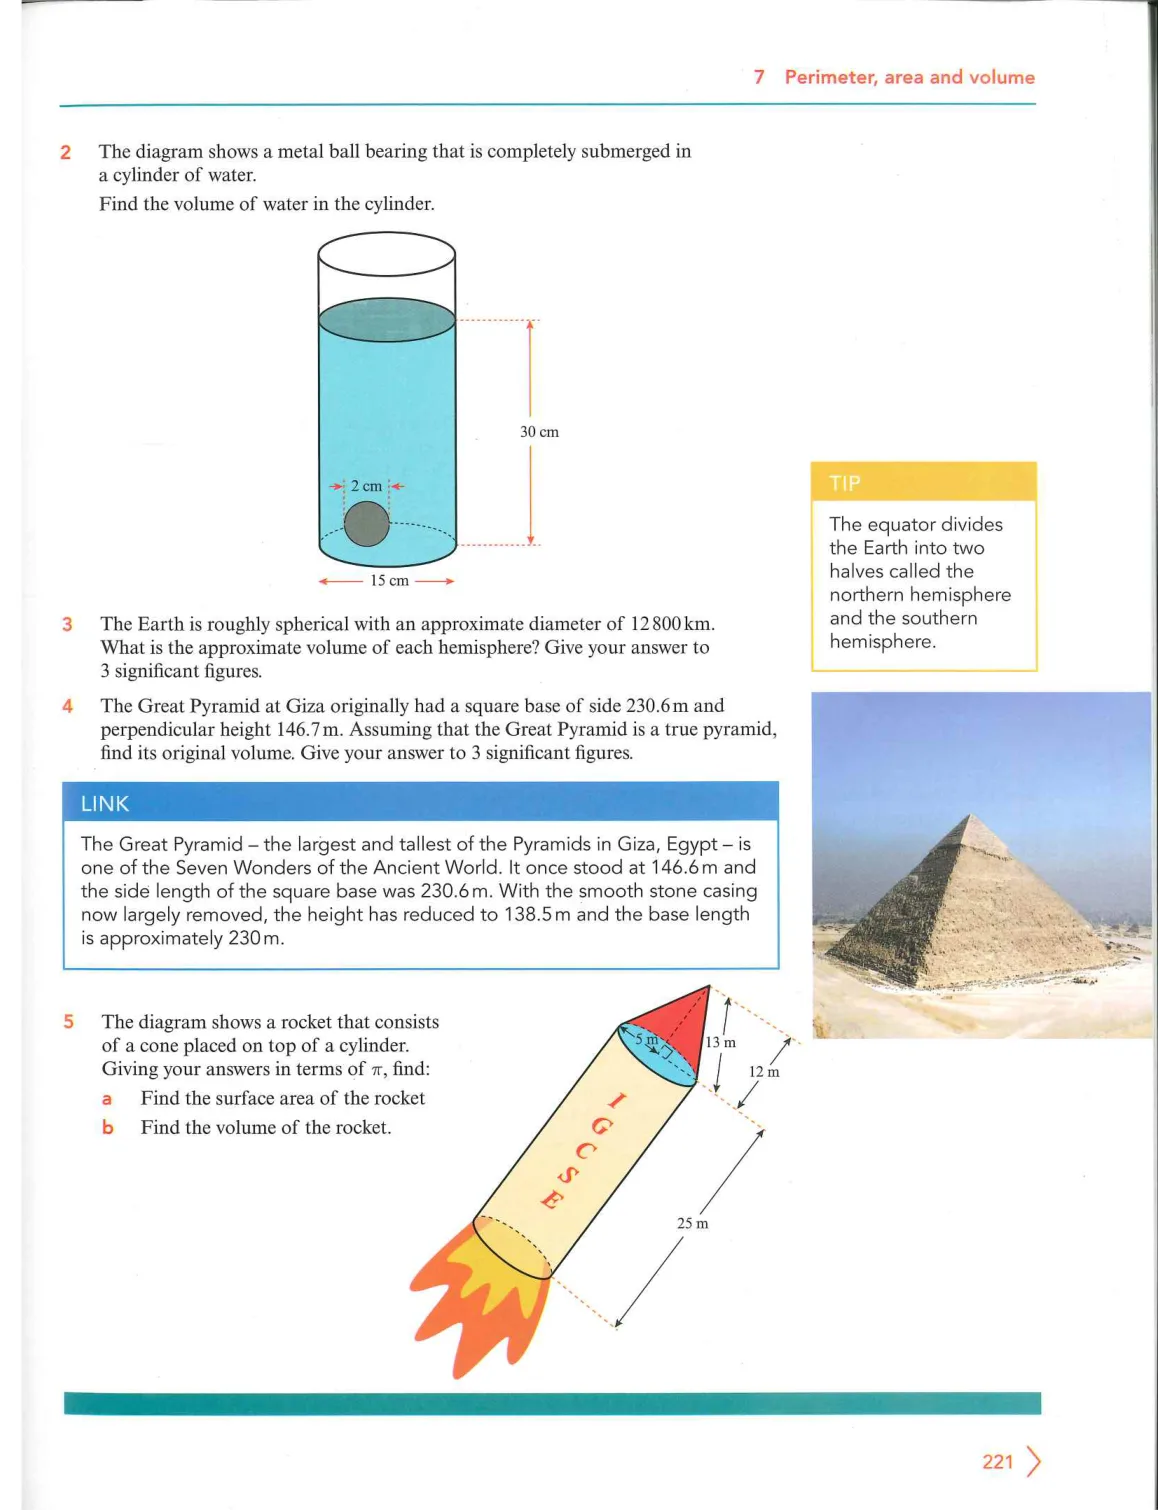 7 Perimeter, area and volume
2 The diagram shows a metal ball bearing that is completely submerged in
a cylinder of water.
Find the volume of water in the cylinder.
30 cm
2 cm
15 cm
TIP
The equator divides
the Earth into two
halves called the
northern hemisphere
and the southern
hemisphere.
3 The Earth is roughly spherical with an approximate diameter of 12 800 km.
What is the approximate volume of each hemisphere? Give your answer to
3 significant figures.
4 The Great Pyramid at Giza originally had a square base of side 230.6 m and
perpendicular height 146.7 m. Assuming that the Great Pyramid is a true pyramid,
find its original volume. Give your answer to 3 significant figures.
LINK
The Great Pyramid – the largest and tallest of the Pyramids in Giza, Egypt – is
one of the Seven Wonders of the Ancient World. It once stood at 146.6 m and
the side length of the square base was 230.6 m. With the smooth stone casing
now largely removed, the height has reduced to 138.5 m and the base length
is approximately 230 m.
5 The diagram shows a rocket that consists
of a cone placed on top of a cylinder.
Giving your answers in terms of π, find:
a Find the surface area of the rocket
b Find the volume of the rocket.
5 m
13 m
12 m
IGCSE
25 m
221